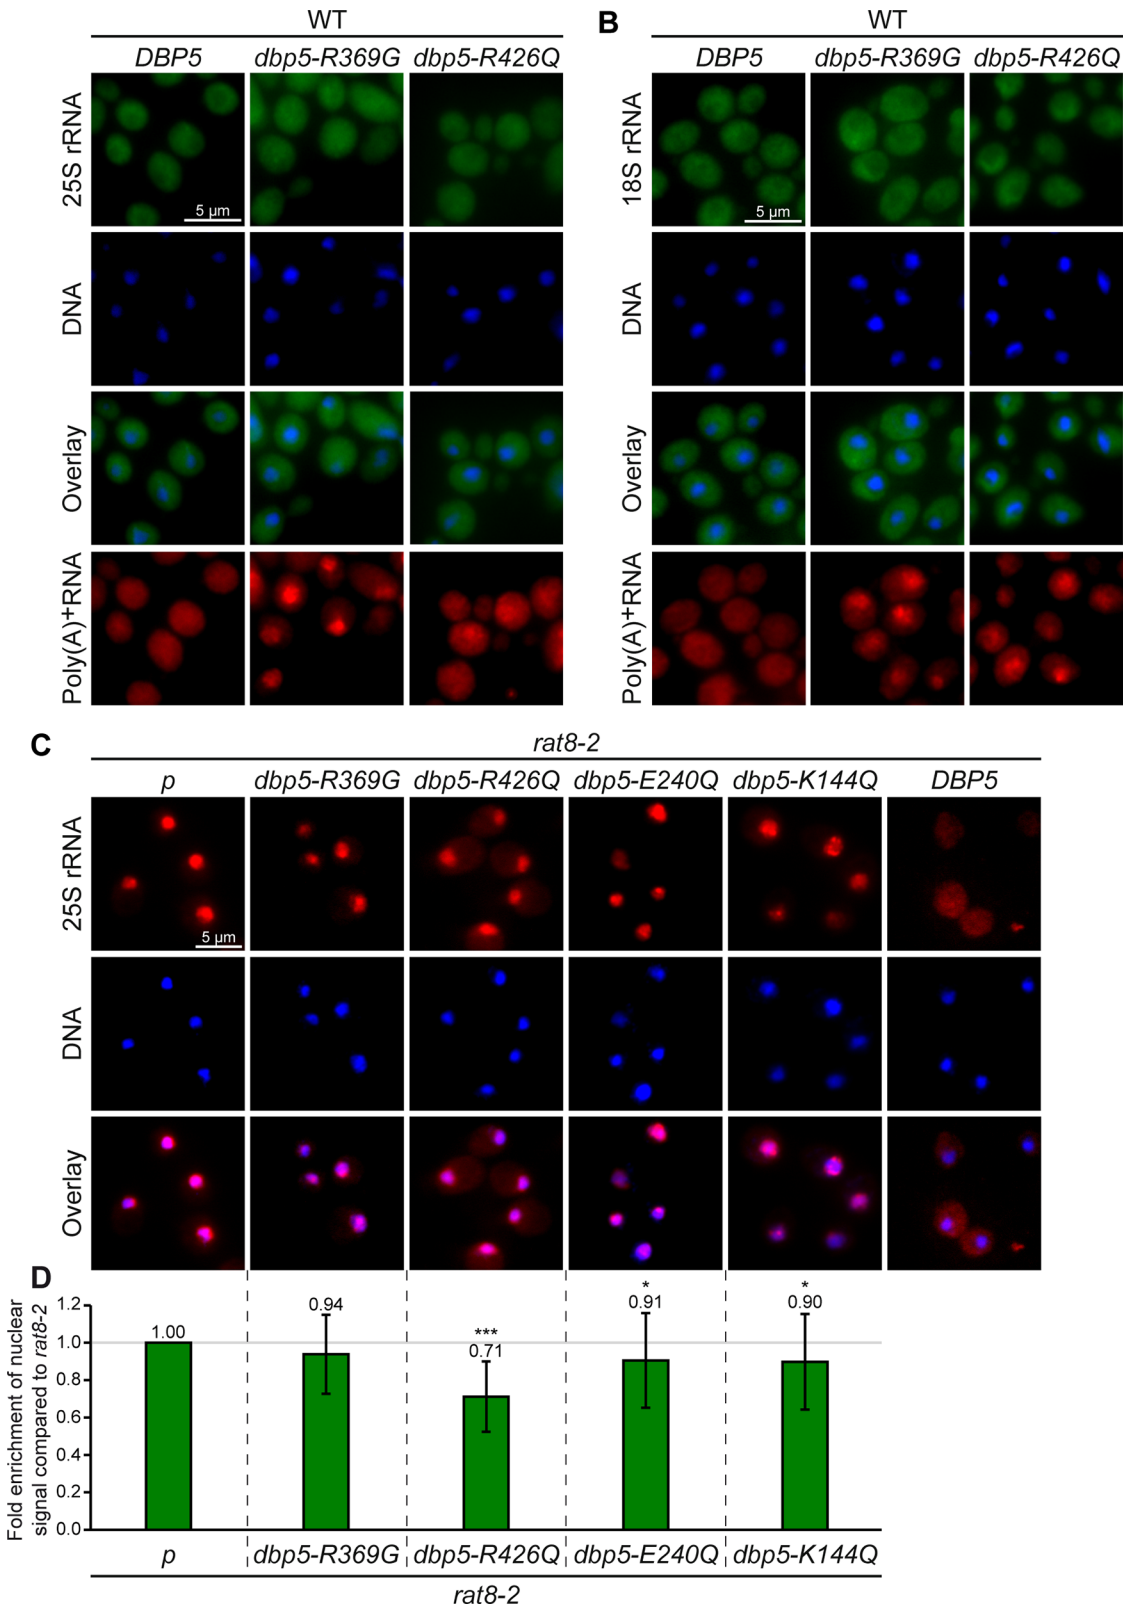 WT
DBP5 dbp5-R369G dbp5-R426Q
25S rRNA
5 µm
DNA
Overlay
Poly(A)+RNA
B
WT
DBP5 dbp5-R369G dbp5-R426Q
18S rRNA
5 µm
DNA
Overlay
Poly(A)+RNA
C
rat8-2
p dbp5-R369G dbp5-R426Q dbp5-E240Q dbp5-K144Q DBP5
25S rRNA
5 µm
DNA
Overlay
D
Fold enrichment of nuclear
signal compared to rat8-2
1.2
1.0
0.8
0.6
0.4
0.2
0.0
1.00
0.94
***
0.71
*
0.91
*
0.90
p dbp5-R369G dbp5-R426Q dbp5-E240Q dbp5-K144Q
rat8-2